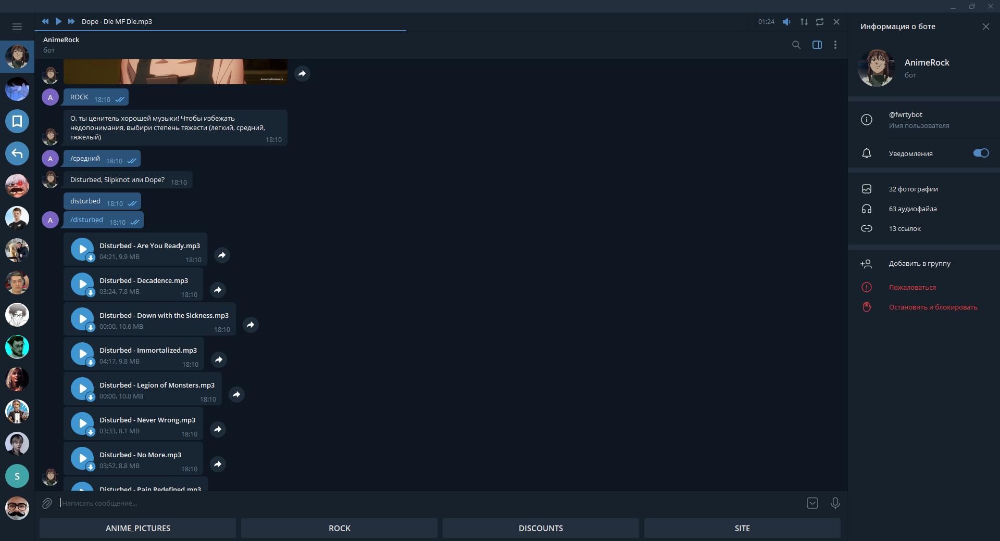 Dope - Die MF Die.mp3
01:24
AnimeRock
бот
AwesomeReviews.ru
A
ROCK 18:10
О, ты ценитель хорошей музыки! Чтобы избежать
недопонимания, выбири степень тяжести (легкий, средний,
тяжелый)
18:10
A
/средний 18:10
Disturbed, Slipknot или Dope? 18:10
disturbed 18:10
A
/disturbed 18:10
Disturbed - Are You Ready.mp3
04:21, 9.9 MB
18:10
Disturbed - Decadence.mp3
03:24, 7.8 MB
18:10
Disturbed - Down with the Sickness.mp3
00:00, 10.6 MB
18:10
Disturbed - Immortalized.mp3
04:17, 9.8 MB
18:10
Disturbed - Legion of Monsters.mp3
00:00, 10.0 MB
18:10
Disturbed - Never Wrong.mp3
03:33, 8.1 MB
18:10
Disturbed - No More.mp3
03:52, 8.8 MB
18:10
Disturbed - Pain Redefined.mp3
S
Написать сообщение...
ANIME_PICTURES
ROCK
DISCOUNTS
SITE
Информация о боте
AnimeRock
бот
@fwrtybot
Имя пользователя
Уведомления
32 фотографии
63 аудиофайла
13 ссылок
Добавить в группу
Пожаловаться
Остановить и блокировать